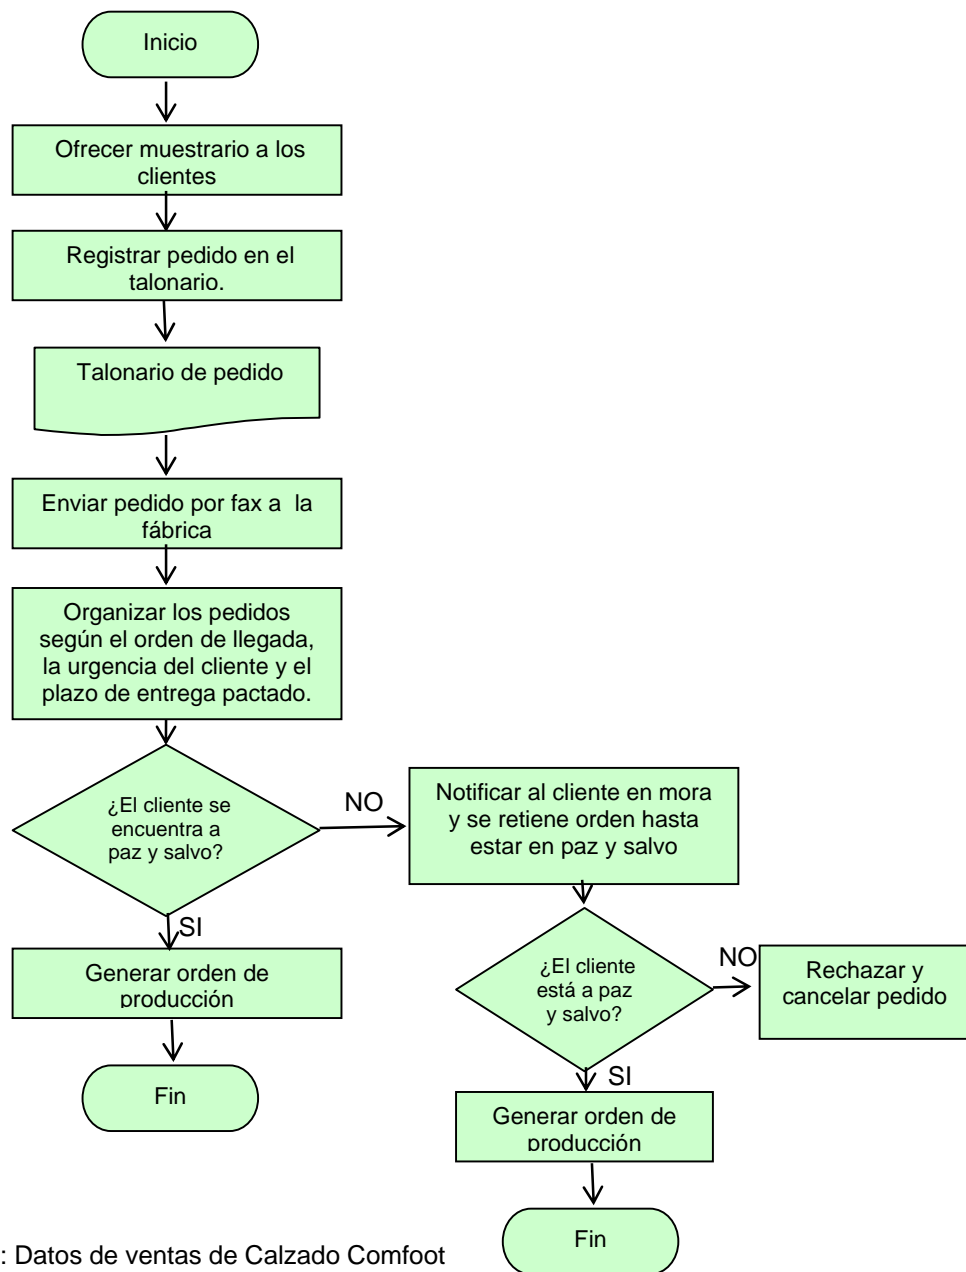 Inicio
Ofrecer muestrario a los
clientes
Registrar pedido en el
talonario.
Talonario de pedido
Enviar pedido por fax a la
fábrica
Organizar los pedidos
según el orden de llegada,
la urgencia del cliente y el
plazo de entrega pactado.
¿El cliente se
encuentra a
paz y salvo?
NO
Notificar al cliente en mora
y se retiene orden hasta
estar en paz y salvo
SI
Generar orden de
producción
Fin
¿El cliente
está a paz
y salvo?
NO
Rechazar y
cancelar pedido
SI
Generar orden de
producción
Fin
: Datos de ventas de Calzado Comfoot